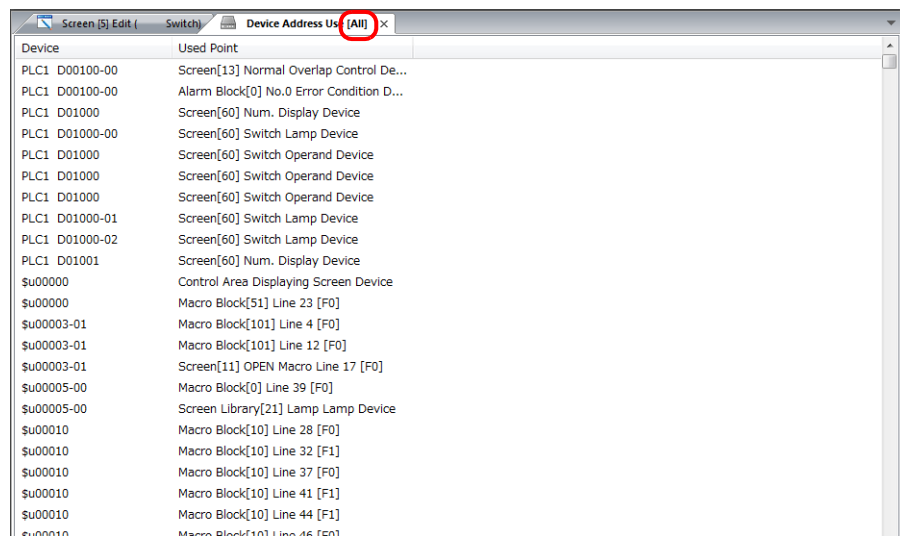 Screen [5] Edit ( Switch) Device Address Use [All]
Device Used Point
PLC1 D00100-00 Screen[13] Normal Overlap Control De...
PLC1 D00100-00 Alarm Block[0] No.0 Error Condition D...
PLC1 D01000 Screen[60] Num. Display Device
PLC1 D01000-00 Screen[60] Switch Lamp Device
PLC1 D01000 Screen[60] Switch Operand Device
PLC1 D01000 Screen[60] Switch Operand Device
PLC1 D01000 Screen[60] Switch Operand Device
PLC1 D01000-01 Screen[60] Switch Lamp Device
PLC1 D01000-02 Screen[60] Switch Lamp Device
PLC1 D01001 Screen[60] Num. Display Device
$u00000 Control Area Displaying Screen Device
$u00000 Macro Block[51] Line 23 [F0]
$u00003-01 Macro Block[101] Line 4 [F0]
$u00003-01 Macro Block[101] Line 12 [F0]
$u00003-01 Screen[11] OPEN Macro Line 17 [F0]
$u00005-00 Macro Block[0] Line 39 [F0]
$u00005-00 Screen Library[21] Lamp Lamp Device
$u00010 Macro Block[10] Line 28 [F0]
$u00010 Macro Block[10] Line 32 [F1]
$u00010 Macro Block[10] Line 37 [F0]
$u00010 Macro Block[10] Line 41 [F1]
$u00010 Macro Block[10] Line 44 [F1]
$u00010 Macro Block[10] Line 46 [F0]